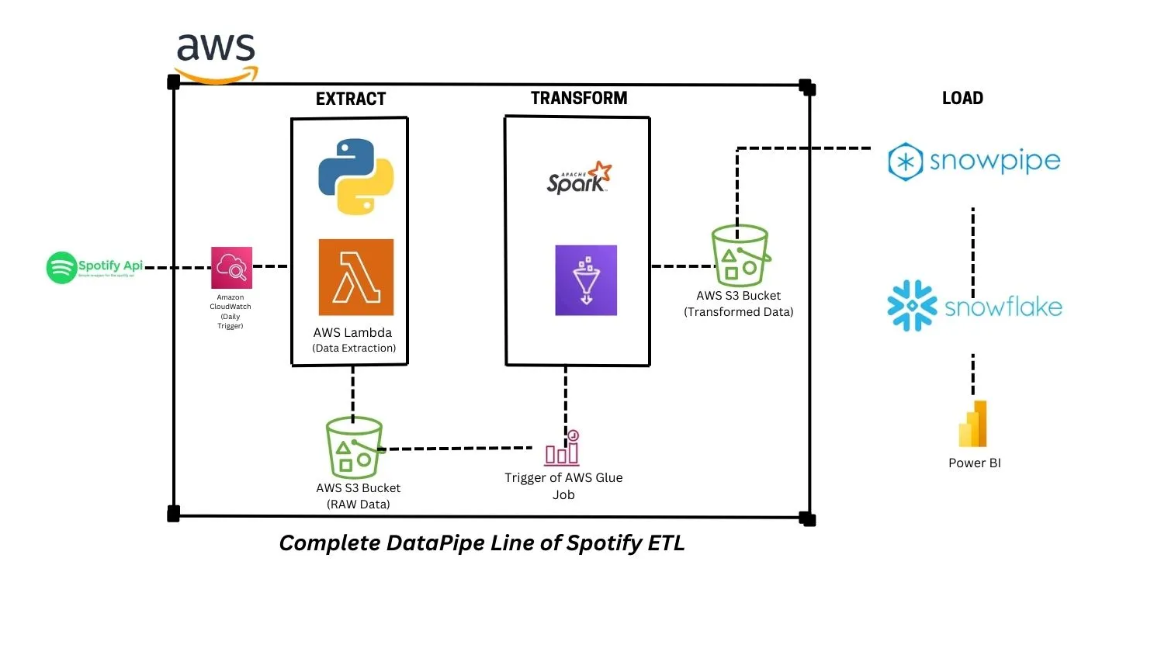 aws
EXTRACT
TRANSFORM
LOAD
APACHE
Spark
snowpipe
Spotify Api
Amazon
CloudWatch
(Daily
Trigger)
AWS Lambda
(Data Extraction)
AWS S3 Bucket
(Transformed Data)
snowflake
Power BI
AWS S3 Bucket
(RAW Data)
Trigger of AWS Glue
Job
Complete DataPipe Line of Spotify ETL